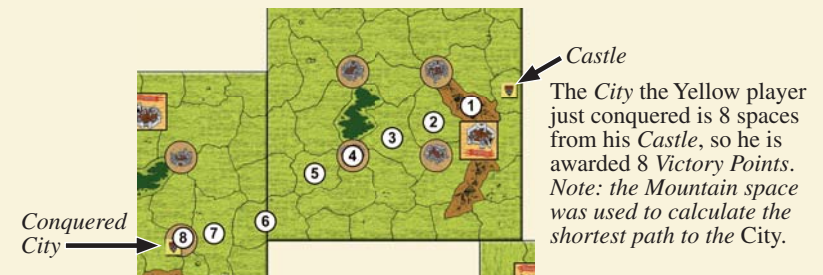 Castle
The City the Yellow player
just conquered is 8 spaces
from his Castle, so he is
awarded 8 Victory Points.
Note: the Mountain space
was used to calculate the
shortest path to the City.
1
2
3
4
5
6
7
8
Conquered
City